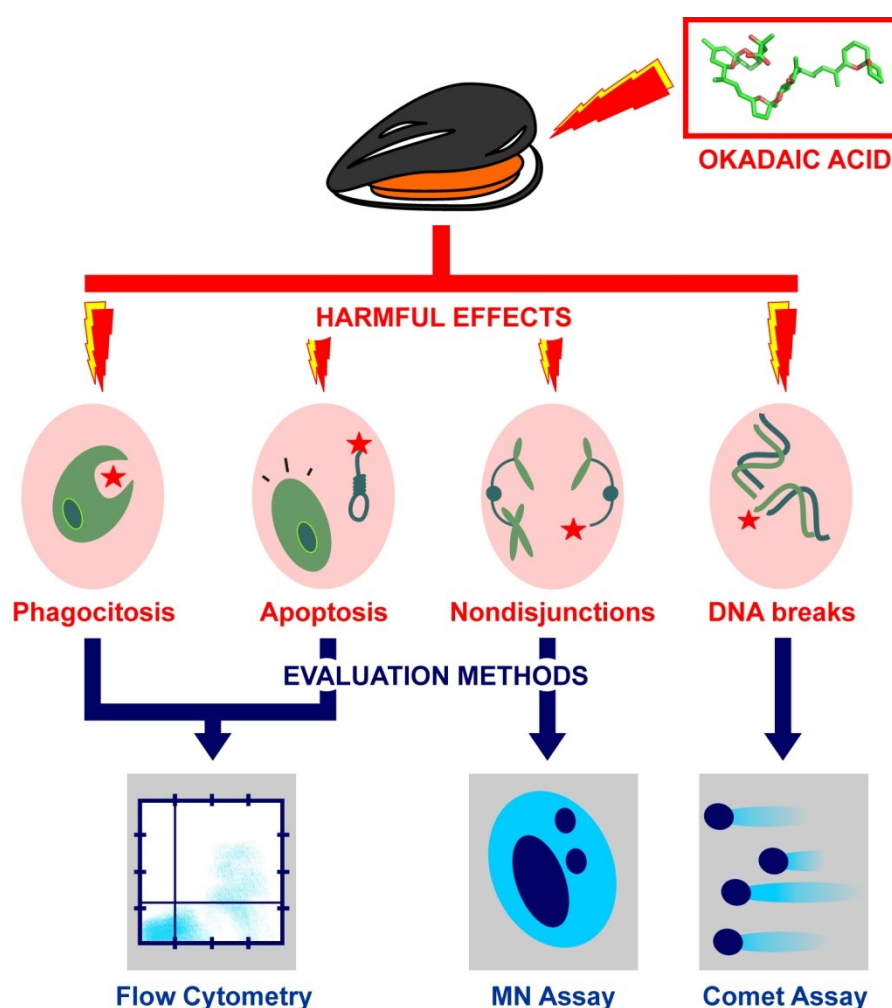 OKADAIC ACID
HARMFUL EFFECTS
Phagocitosis Apoptosis Nondisjunctions DNA breaks
EVALUATION METHODS
Flow Cytometry MN Assay Comet Assay